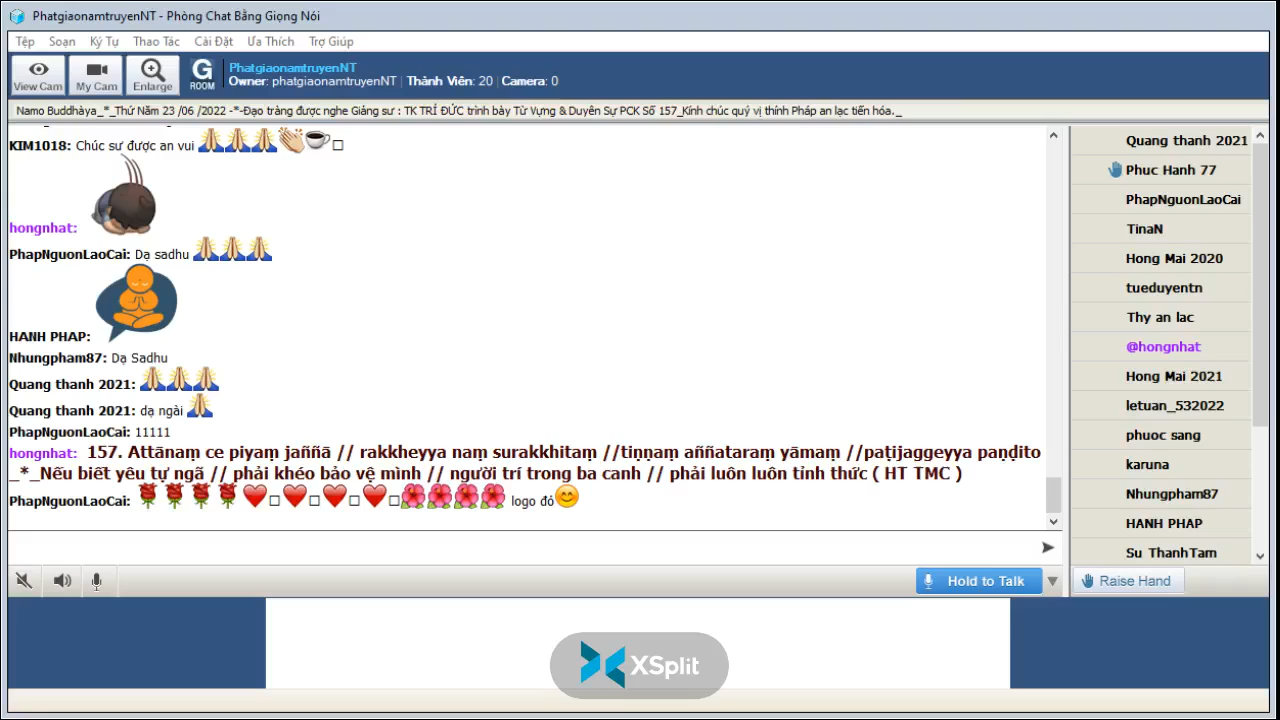 PhatgiaonamtruyenNT - Phòng Chat Bằng Giọng Nói
Tệp Soạn Ký Tự Thao Tác Cài Đặt Ưa Thích Trợ Giúp
View Cam My Cam Enlarge G ROOM
PhatgiaonamtruyenNT
Owner: phatgiaonamtruyenNT | Thành Viên: 20 | Camera: 0
Namo Buddhàya_*_Thứ Năm 23 /06 /2022 -*-Đạo tràng được nghe Giảng sư : TK TRÍ ĐỨC trình bày Từ Vựng & Duyên Sự PCK Số 157_Kính chúc quý vị thính Pháp an lạc tiến hóa._
KIM1018: Chúc sư được an vui 🙏🙏🙏👏☕□
hongnhat:
PhapNguonLaoCai: Dạ sadhu 🙏🙏🙏
HANH PHAP:
Nhungpham87: Dạ Sadhu
Quang thanh 2021: 🙏🙏🙏
Quang thanh 2021: dạ ngài 🙏
PhapNguonLaoCai: 11111
hongnhat: 157. Attānaṃ ce piyaṃ jaññā // rakkheyya naṃ surakkhitaṃ //tiṇṇaṃ aññataraṃ yāmaṃ //paṭijaggeyya paṇḍito
_*_Nếu biết yêu tự ngã // phải khéo bảo vệ mình // người trí trong ba canh // phải luôn luôn tỉnh thức ( HT TMC )
PhapNguonLaoCai: 🌹🌹🌹🌹❤□❤□❤□❤□🌺🌺🌺🌺 logo đỏ😊
Hold to Talk
Quang thanh 2021
Phuc Hanh 77
PhapNguonLaoCai
TinaN
Hong Mai 2020
tueduyentn
Thy an lac
@hongnhat
Hong Mai 2021
letuan_532022
phuoc sang
karuna
Nhungpham87
HANH PHAP
Su ThanhTam
Raise Hand
XSplit